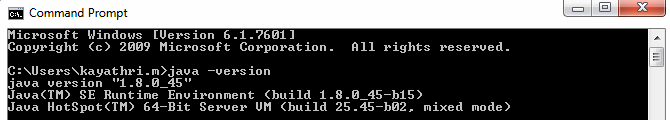 Command Prompt
Microsoft Windows [Version 6.1.7601]
Copyright (c) 2009 Microsoft Corporation.  All rights reserved.
C:\Users\kayathri.m>java -version
java version "1.8.0_45"
Java(TM) SE Runtime Environment (build 1.8.0_45-b15)
Java HotSpot(TM) 64-Bit Server VM (build 25.45-b02, mixed mode)